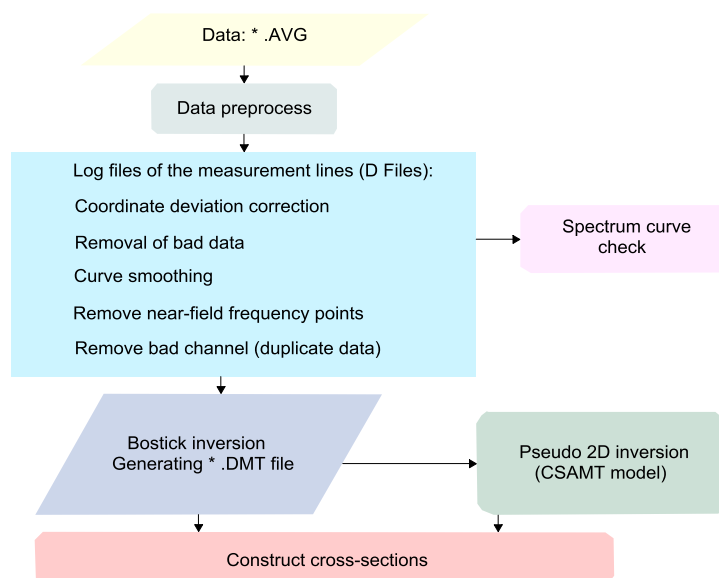 Data: * .AVG
Data preprocess
Log files of the measurement lines (D Files):
Coordinate deviation correction
Removal of bad data
Curve smoothing
Remove near-field frequency points
Remove bad channel (duplicate data)
Spectrum curve
check
Bostick inversion
Generating * .DMT file
Pseudo 2D inversion
(CSAMT model)
Construct cross-sections